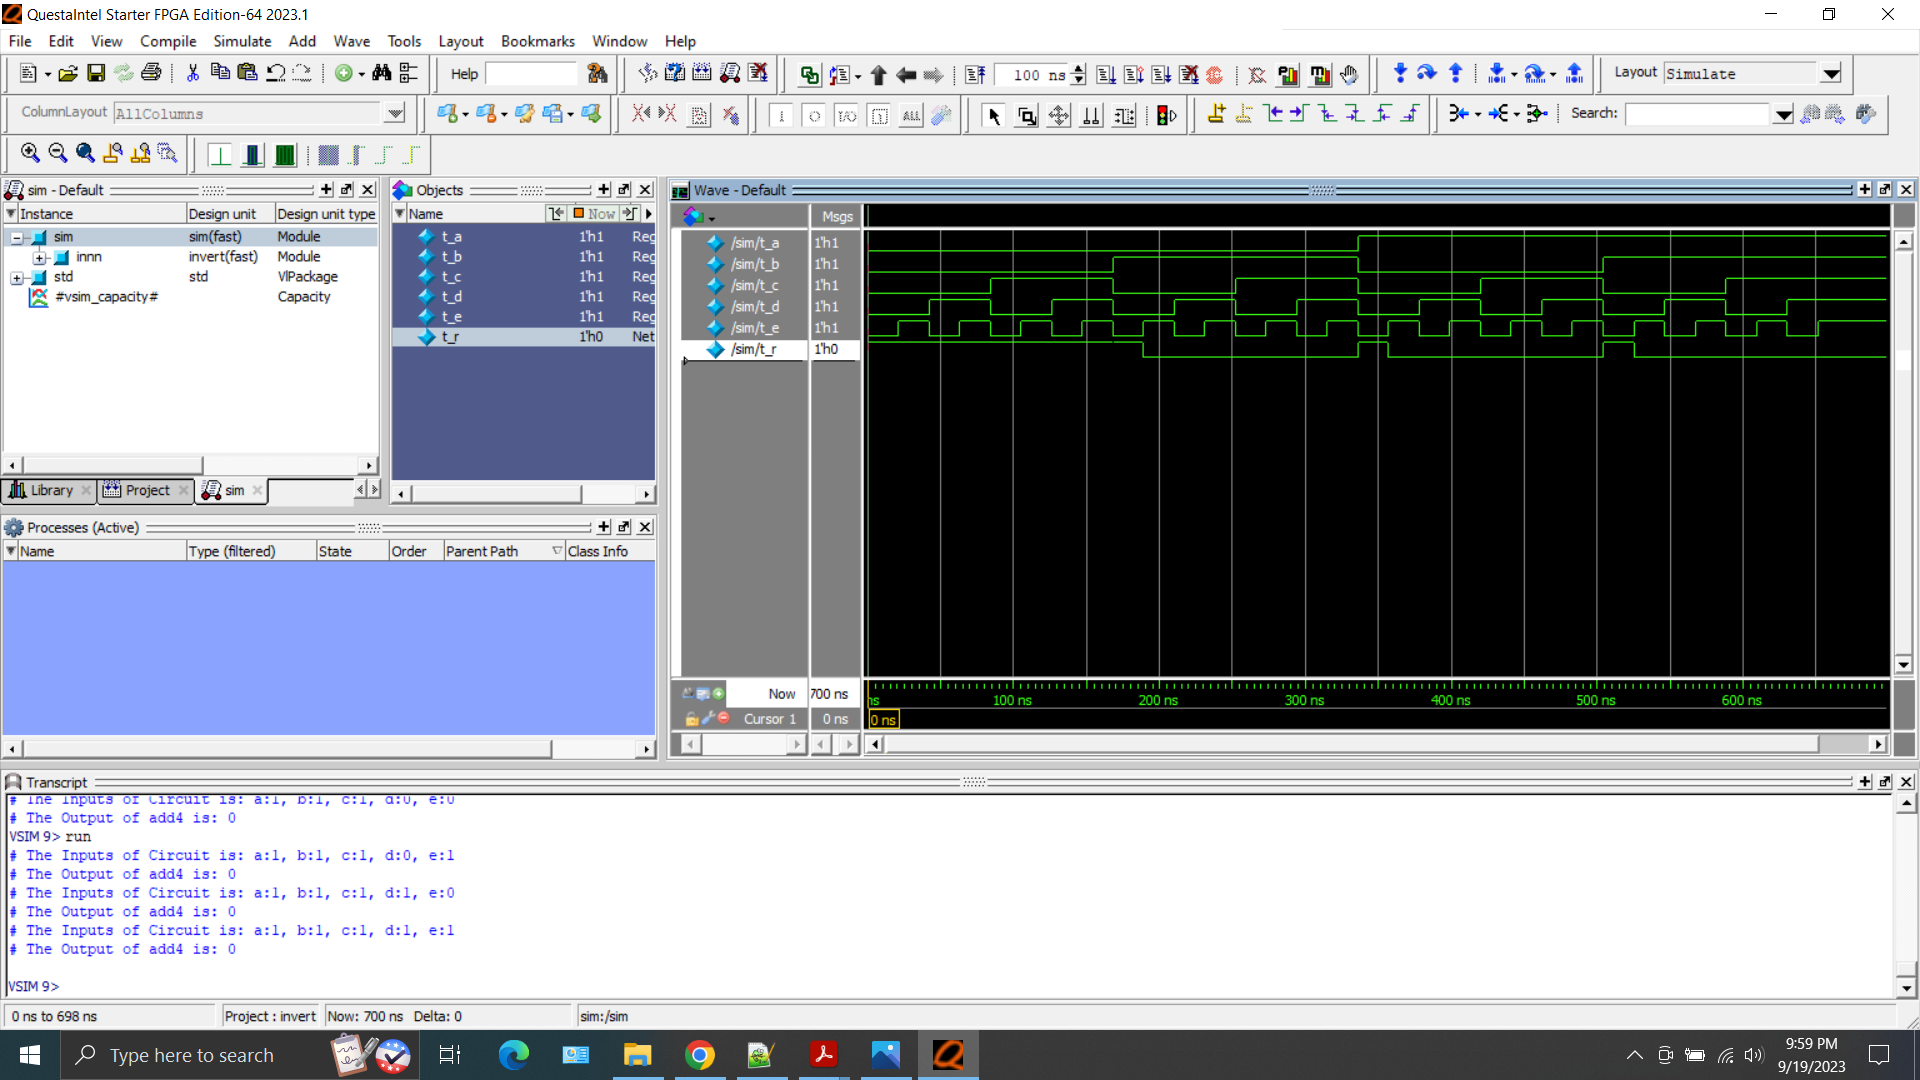 QuestaIntel Starter FPGA Edition-64 2023.1
File Edit View Compile Simulate Add Wave Tools Layout Bookmarks Window Help
Help
100 ns
Layout Simulate
ColumnLayout AllColumns
I/O
ALL
Search:
sim - Default
Instance Design unit Design unit type
sim sim(fast) Module
innn invert(fast) Module
std std VlPackage
#vsim_capacity# Capacity
Library Project sim
Objects
Name Now
t_a 1'h1 Reg
t_b 1'h1 Reg
t_c 1'h1 Reg
t_d 1'h1 Reg
t_e 1'h1 Reg
t_r 1'h0 Net
Processes (Active)
Name Type (filtered) State Order Parent Path Class Info
Wave - Default
Msgs
/sim/t_a 1'h1
/sim/t_b 1'h1
/sim/t_c 1'h1
/sim/t_d 1'h1
/sim/t_e 1'h1
/sim/t_r 1'h0
Now 700 ns
ns 100 ns 200 ns 300 ns 400 ns 500 ns 600 ns
Cursor 1 0 ns
0 ns
Transcript
# The Inputs of Circuit is: a:1, b:1, c:1, d:0, e:0
# The Output of add4 is: 0
VSIM 9> run
# The Inputs of Circuit is: a:1, b:1, c:1, d:0, e:1
# The Output of add4 is: 0
# The Inputs of Circuit is: a:1, b:1, c:1, d:1, e:0
# The Output of add4 is: 0
# The Inputs of Circuit is: a:1, b:1, c:1, d:1, e:1
# The Output of add4 is: 0
VSIM 9>
0 ns to 698 ns Project : invert Now: 700 ns Delta: 0 sim:/sim
Type here to search
9:59 PM
9/19/2023